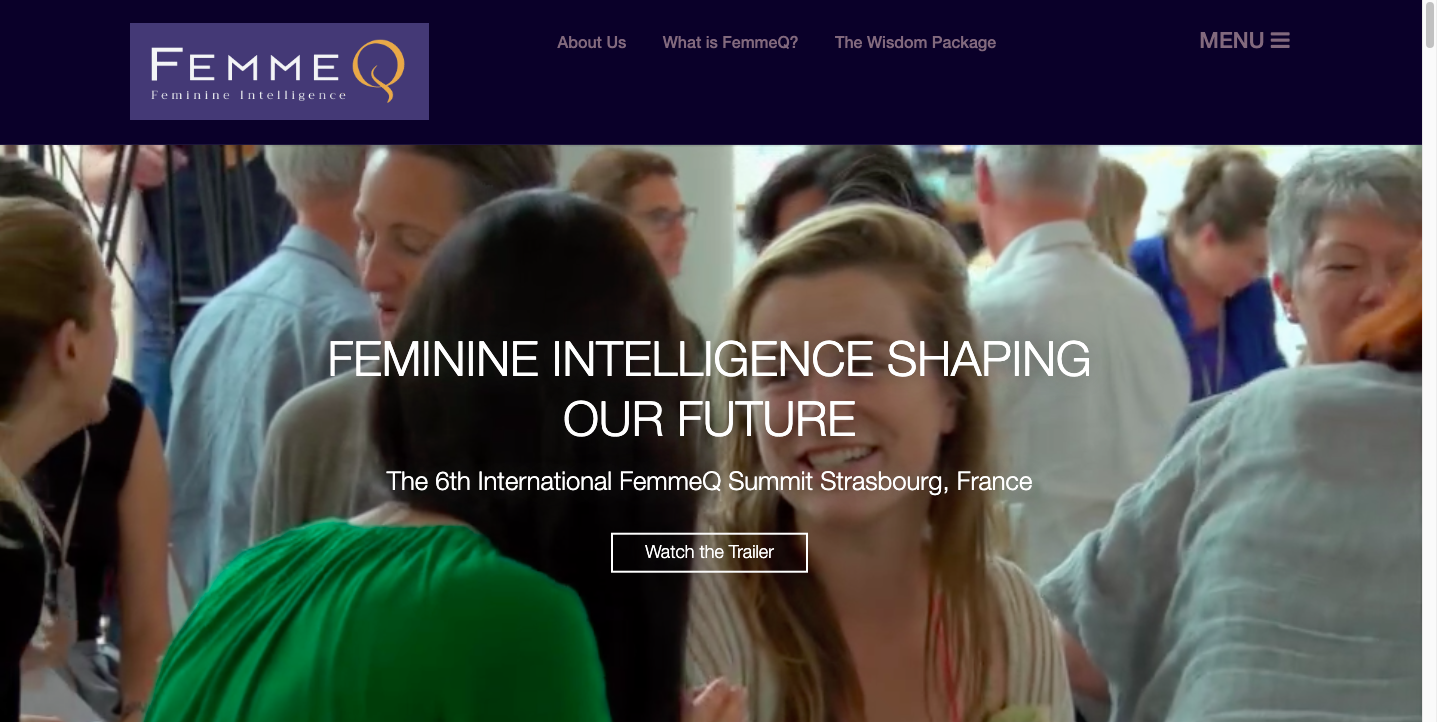 FEMME Q
Feminine Intelligence
About Us
What is FemmeQ?
The Wisdom Package
MENU
FEMININE INTELLIGENCE SHAPING
OUR FUTURE
The 6th International FemmeQ Summit Strasbourg, France
Watch the Trailer